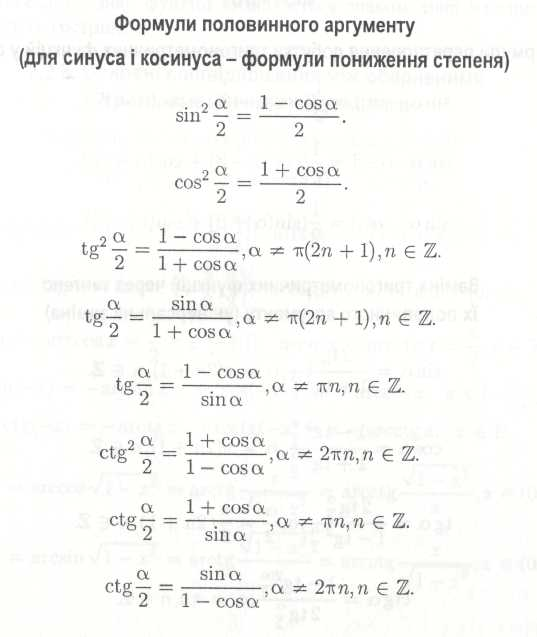 Формули половинного аргументу
(для синуса і косинуса – формули пониження степеня)
sin² α/2 = (1 − cos α)/2.
cos² α/2 = (1 + cos α)/2.
tg² α/2 = (1 − cos α)/(1 + cos α), α ≠ π(2n + 1), n ∈ ℤ.
tg α/2 = sin α/(1 + cos α), α ≠ π(2n + 1), n ∈ ℤ.
tg α/2 = (1 − cos α)/sin α, α ≠ πn, n ∈ ℤ.
ctg² α/2 = (1 + cos α)/(1 − cos α), α ≠ 2πn, n ∈ ℤ.
ctg α/2 = (1 + cos α)/sin α, α ≠ πn, n ∈ ℤ.
ctg α/2 = sin α/(1 − cos α), α ≠ 2πn, n ∈ ℤ.